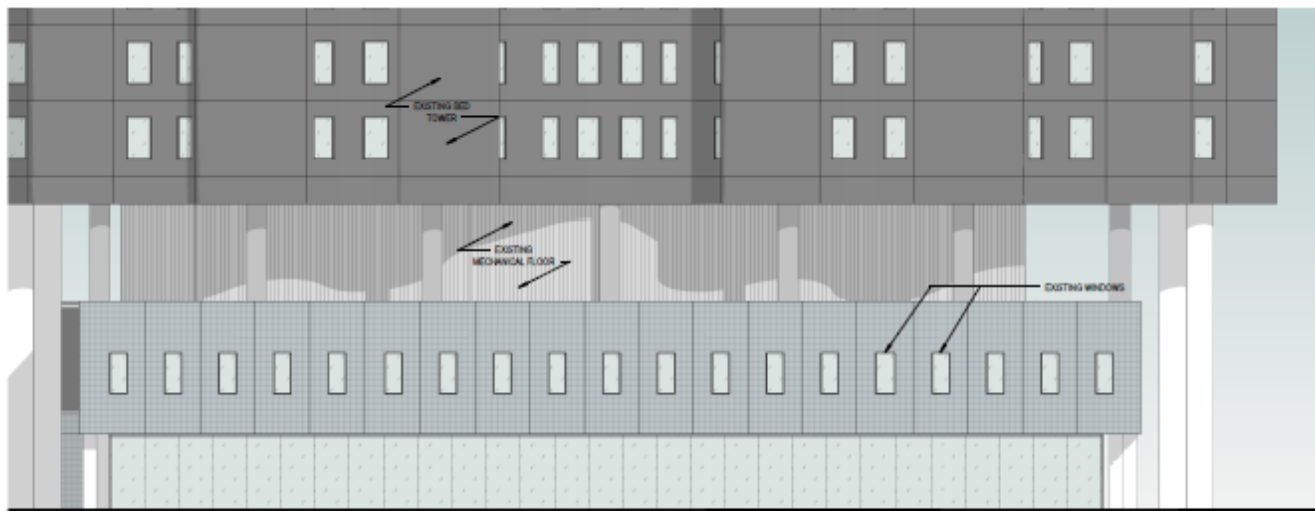 EXISTING BED
TOWER
EXISTING
MECHANICAL FLOOR
EXISTING WINDOWS